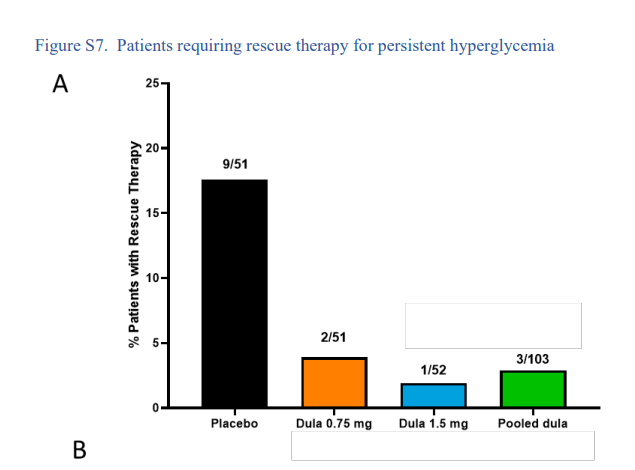 Figure S7. Patients requiring rescue therapy for persistent hyperglycemia
A
% Patients with Rescue Therapy
25
20
15
10
5
0
9/51
2/51
1/52
3/103
Placebo
Dula 0.75 mg
Dula 1.5 mg
Pooled dula
B